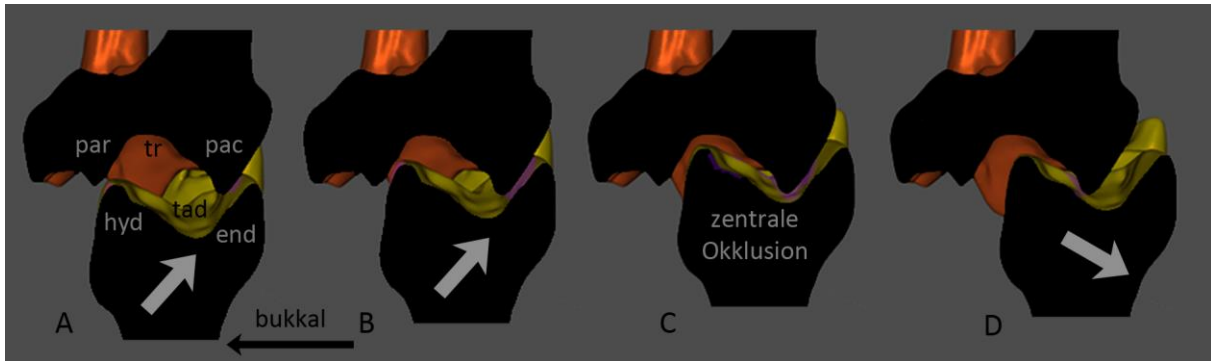 par
tr
pac
hyd
tad
end
A
bukkal
B
zentrale
Okklusion
C
D